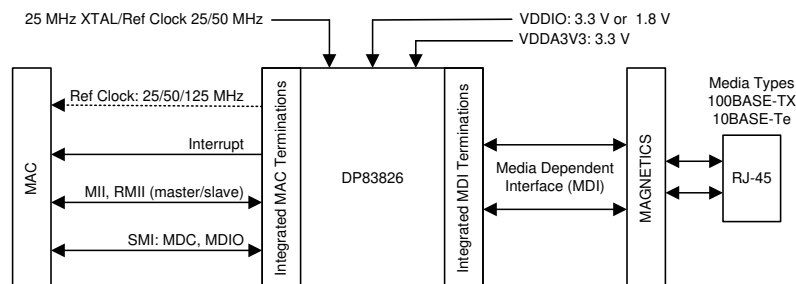 25 MHz XTAL/Ref Clock 25/50 MHz
VDDIO: 3.3 V or 1.8 V
VDDA3V3: 3.3 V
MAC
Ref Clock: 25/50/125 MHz
Interrupt
MII, RMII (master/slave)
SMI: MDC, MDIO
Integrated MAC Terminations
DP83826
Integrated MDI Terminations
Media Dependent
Interface (MDI)
MAGNETICS
Media Types
100BASE-TX
10BASE-Te
RJ-45